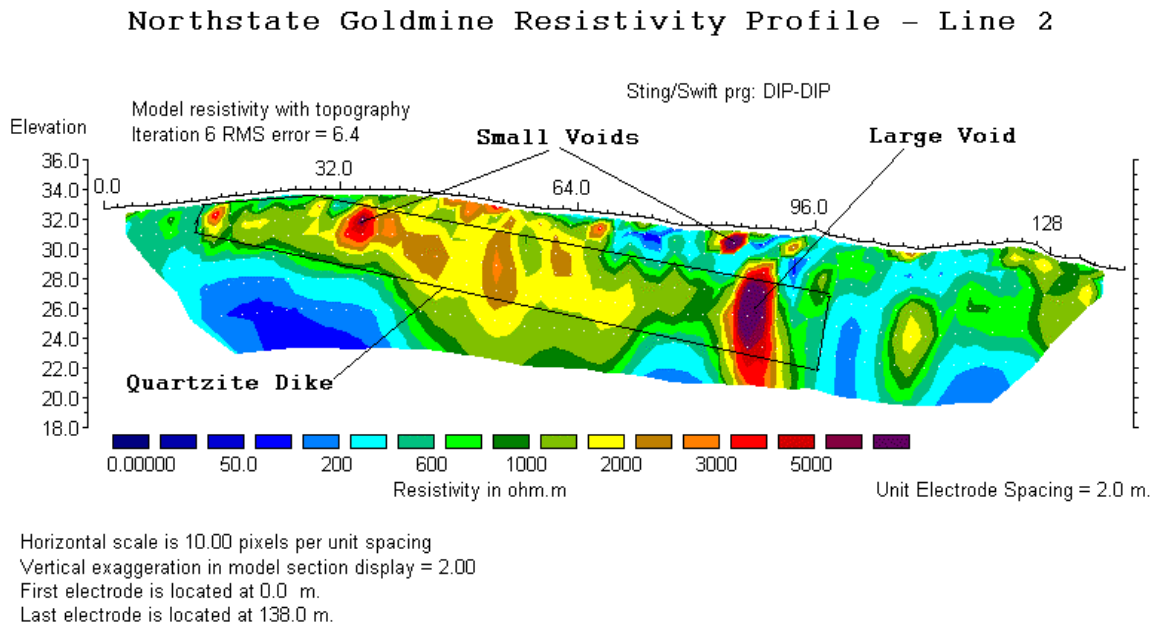 Northstate Goldmine Resistivity Profile - Line 2
Sting/Swift prg: DIP-DIP
Model resistivity with topography
Iteration 6 RMS error = 6.4
Elevation
Small Voids
Large Void
36.0
34.0
32.0
30.0
28.0
26.0
24.0
22.0
20.0
18.0
0.0
32.0
64.0
96.0
128
Quartzite Dike
0.00000 50.0 200 600 1000 2000 3000 5000
Resistivity in ohm.m
Unit Electrode Spacing = 2.0 m.
Horizontal scale is 10.00 pixels per unit spacing
Vertical exaggeration in model section display = 2.00
First electrode is located at 0.0 m.
Last electrode is located at 138.0 m.